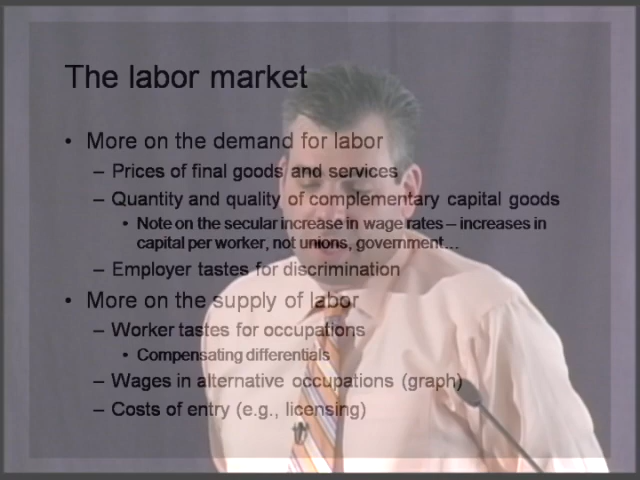 The labor market
• More on the demand for labor
– Prices of final goods and services
– Quantity and quality of complementary capital goods
• Note on the secular increase in wage rates – increases in
capital per worker, not unions, government…
– Employer tastes for discrimination
• More on the supply of labor
– Worker tastes for occupations
• Compensating differentials
– Wages in alternative occupations (graph)
– Costs of entry (e.g., licensing)